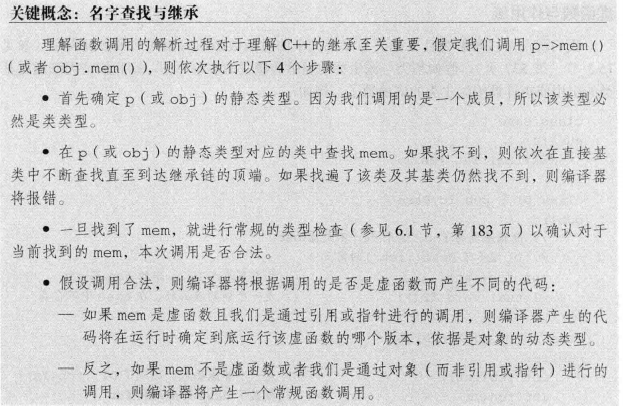 关键概念：名字查找与继承
理解函数调用的解析过程对于理解 C++的继承至关重要，假定我们调用 p->mem()
（或者 obj.mem()），则依次执行以下 4 个步骤：
● 首先确定 p（或 obj）的静态类型。因为我们调用的是一个成员，所以该类型必
然是类类型。
● 在 p（或 obj）的静态类型对应的类中查找 mem。如果找不到，则依次在直接基
类中不断查找直至到达继承链的顶端。如果找遍了该类及其基类仍然找不到，则编译器
将报错。
● 一旦找到了 mem，就进行常规的类型检查（参见 6.1 节，第 183 页）以确认对于
当前找到的 mem，本次调用是否合法。
● 假设调用合法，则编译器将根据调用的是否是虚函数而产生不同的代码：
— 如果 mem 是虚函数且我们是通过引用或指针进行的调用，则编译器产生的代
码将在运行时确定到底运行该虚函数的哪个版本，依据是对象的动态类型。
— 反之，如果 mem 不是虚函数或者我们是通过对象（而非引用或指针）进行的
调用，则编译器将产生一个常规函数调用。